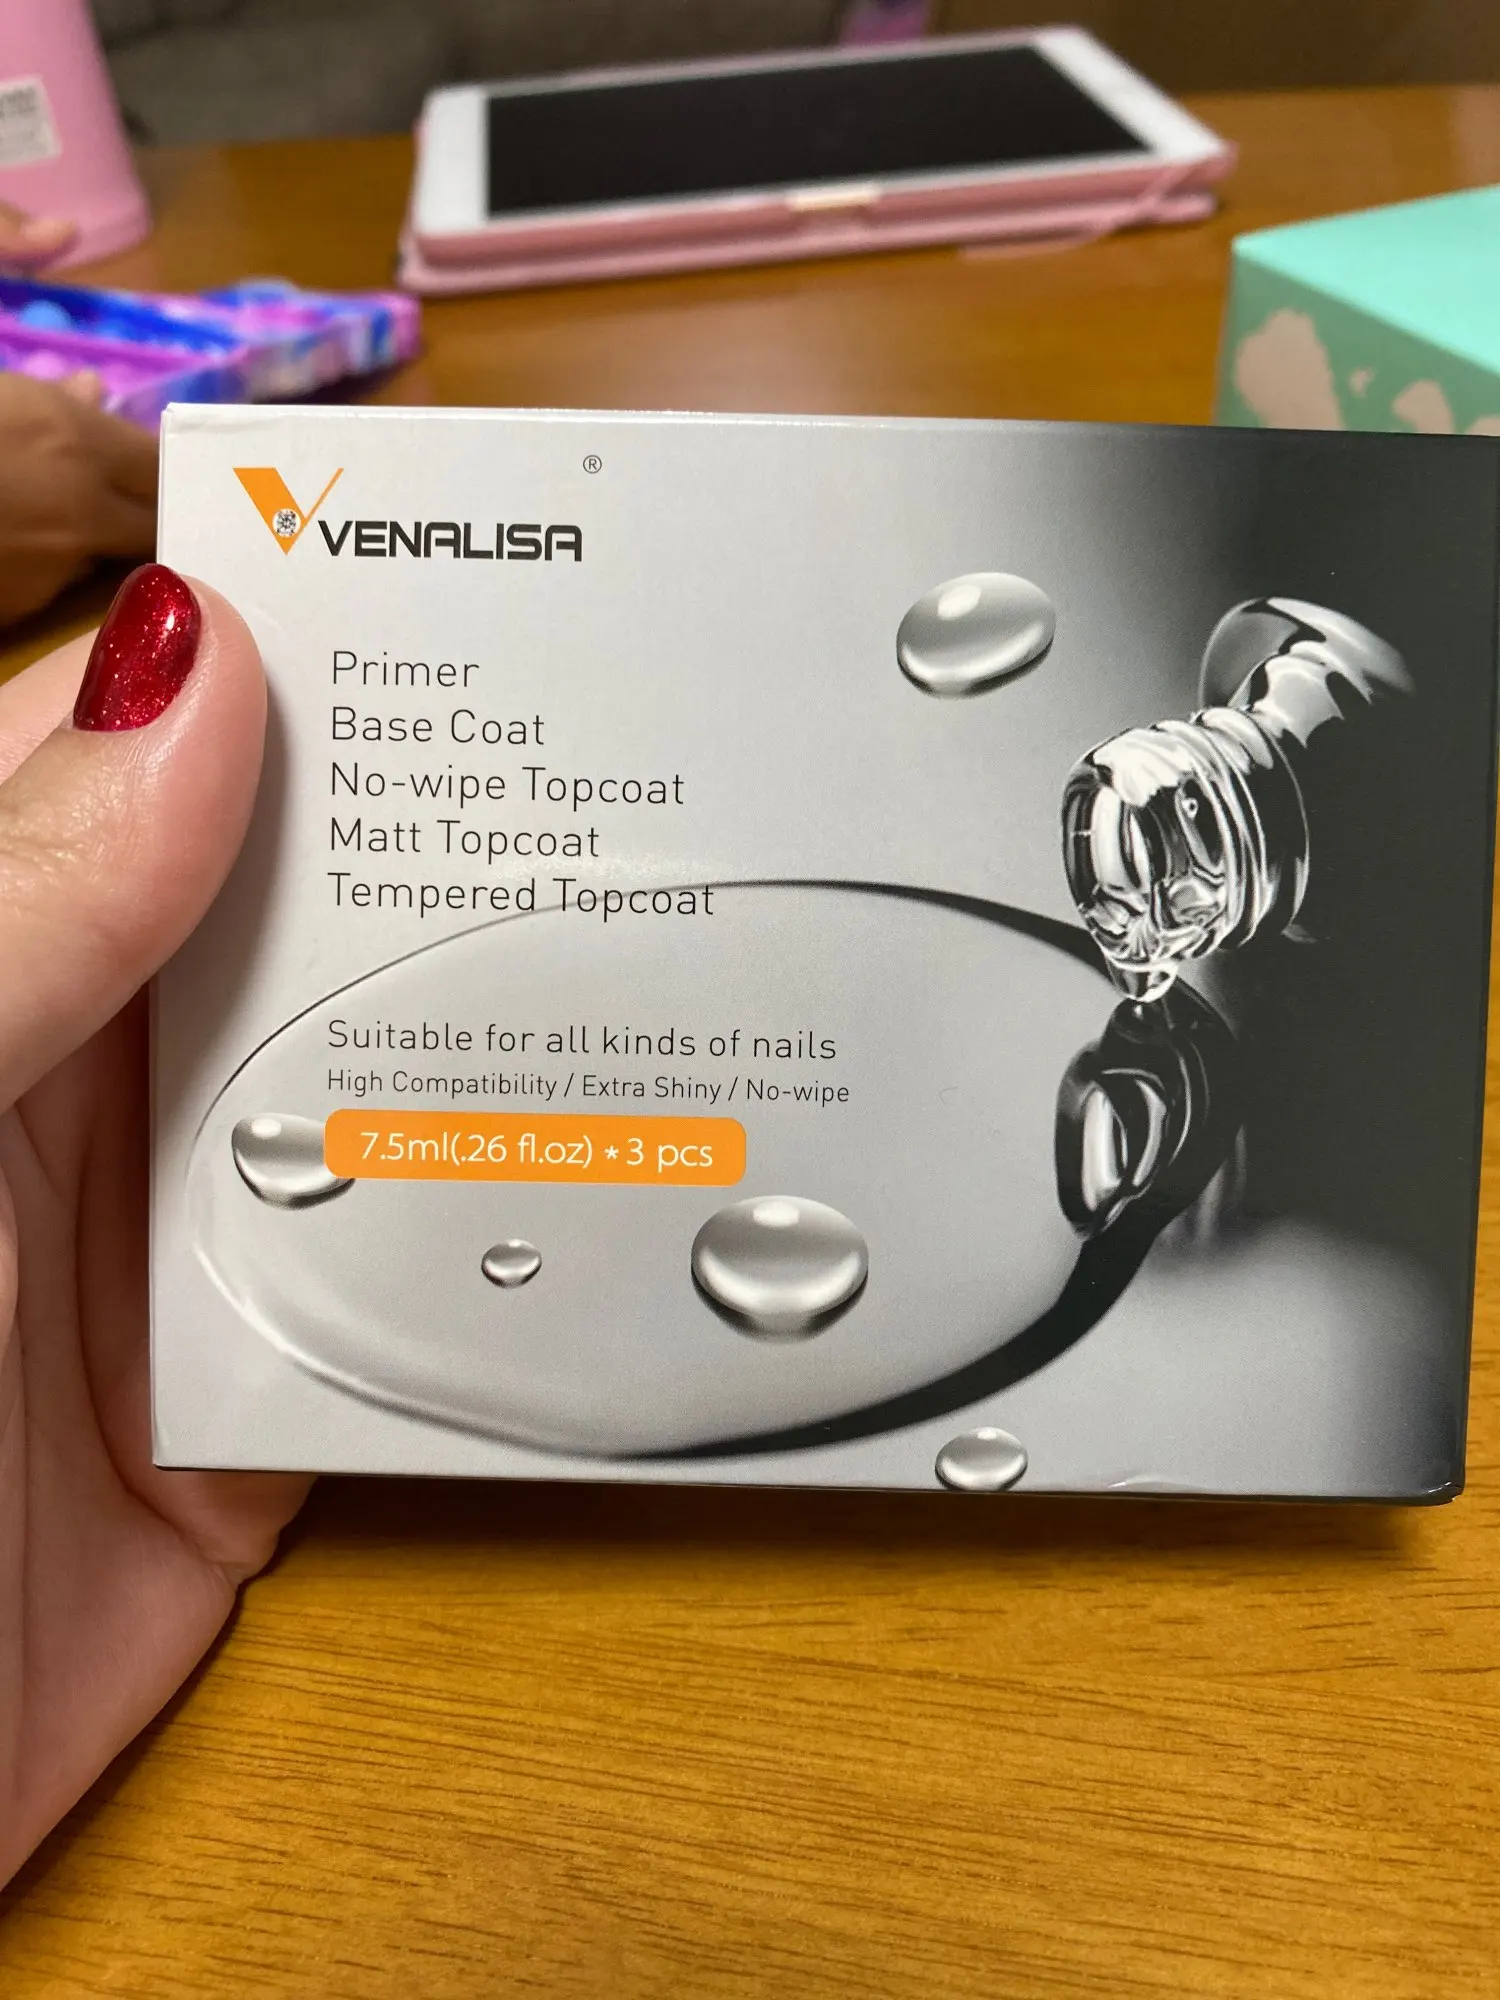 VENALISA ®
Primer
Base Coat
No-wipe Topcoat
Matt Topcoat
Tempered Topcoat
Suitable for all kinds of nails
High Compatibility / Extra Shiny / No-wipe
7.5ml(.26 fl.oz) * 3 pcs